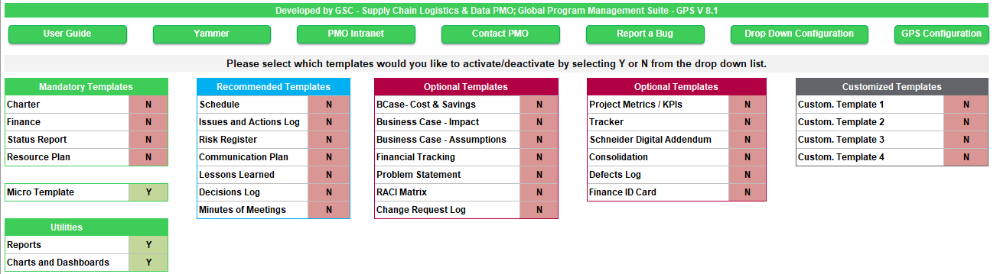 Developed by GSC - Supply Chain Logistics & Data PMO; Global Program Management Suite - GPS V 8.1
User Guide
Yammer
PMO Intranet
Contact PMO
Report a Bug
Drop Down Configuration
GPS Configuration
Please select which templates would you like to activate/deactivate by selecting Y or N from the drop down list.
Mandatory Templates
Charter N
Finance N
Status Report N
Resource Plan N
Micro Template Y
Utilities
Reports Y
Charts and Dashboards Y
Recommended Templates
Schedule N
Issues and Actions Log N
Risk Register N
Communication Plan N
Lessons Learned N
Decisions Log N
Minutes of Meetings N
Optional Templates
BCase- Cost & Savings N
Business Case - Impact N
Business Case - Assumptions N
Financial Tracking N
Problem Statement N
RACI Matrix N
Change Request Log N
Optional Templates
Project Metrics / KPIs N
Tracker N
Schneider Digital Addendum N
Consolidation N
Defects Log N
Finance ID Card N
Customized Templates
Custom. Template 1 N
Custom. Template 2 N
Custom. Template 3 N
Custom. Template 4 N